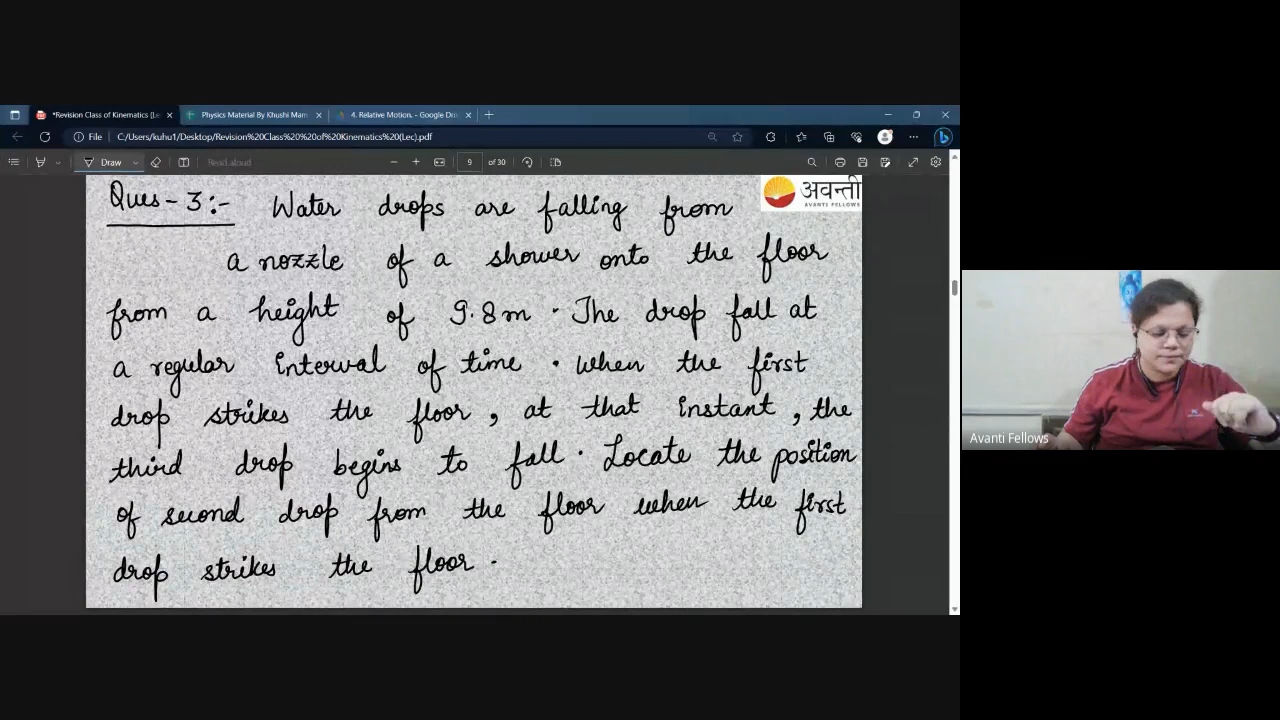 *Revision Class of Kinematics (Le
Physics Material By Khushi Mam
4. Relative Motion. - Google Dri
File
C:/Users/kuhu1/Desktop/Revision%20Class%20%20of%20Kinematics%20(Lec).pdf
Draw
Read aloud
9 of 30
Ques-3:- Water drops are falling from
अवन्ती
AVANTI FELLOWS
a nozzle of a shower onto the floor
from a height of 9.8m. The drop fall at
a regular interval of time. When the first
drop strikes the floor, at that instant, the
third drop begins to fall. Locate the position
of second drop from the floor when the first
drop strikes the floor.
Avanti Fellows